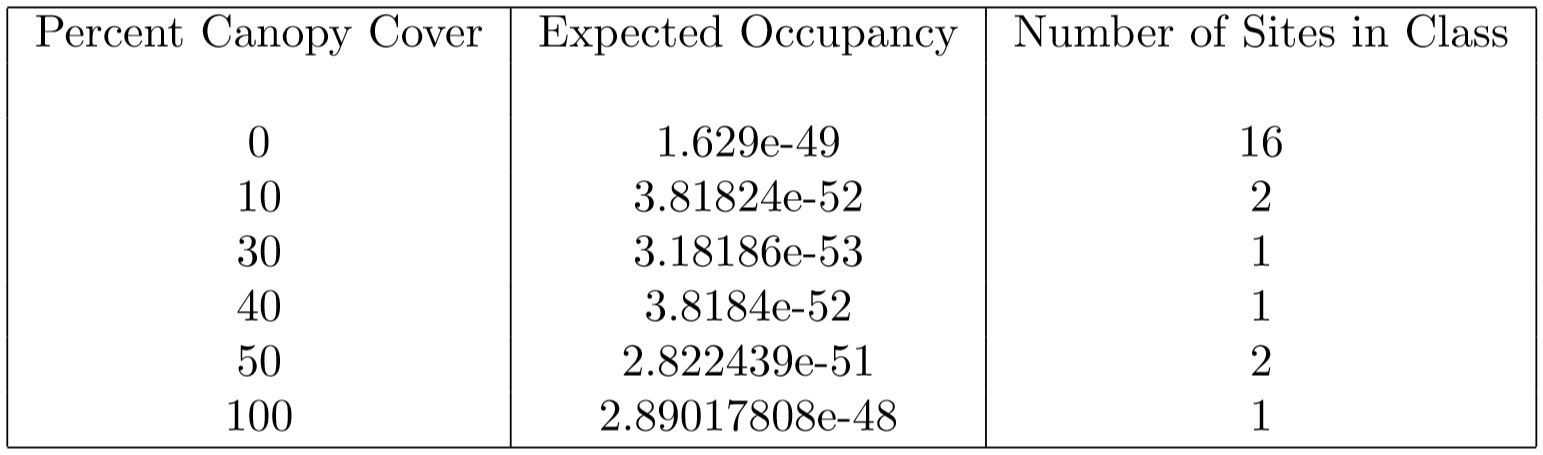 Percent Canopy Cover Expected Occupancy Number of Sites in Class
0 1.629e-49 16
10 3.81824e-52 2
30 3.18186e-53 1
40 3.8184e-52 1
50 2.822439e-51 2
100 2.89017808e-48 1